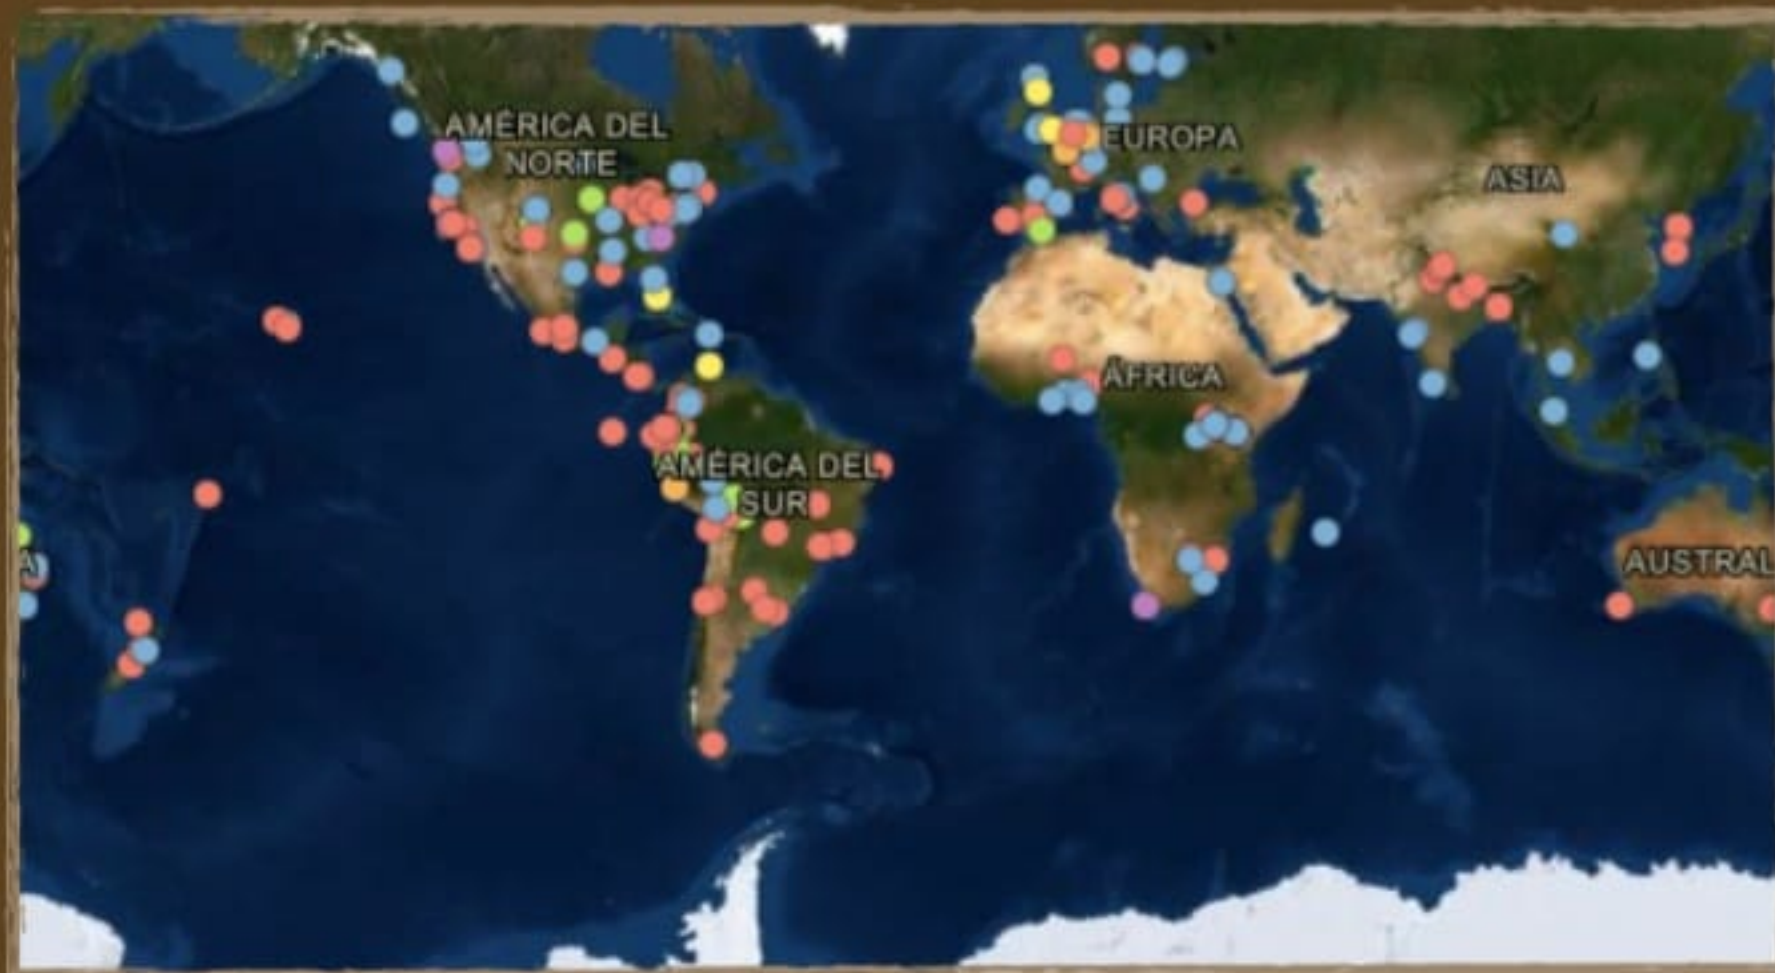 AMÉRICA DEL
NORTE
EUROPA
ASIA
ÁFRICA
AMÉRICA DEL
SUR
A
AUSTRAL